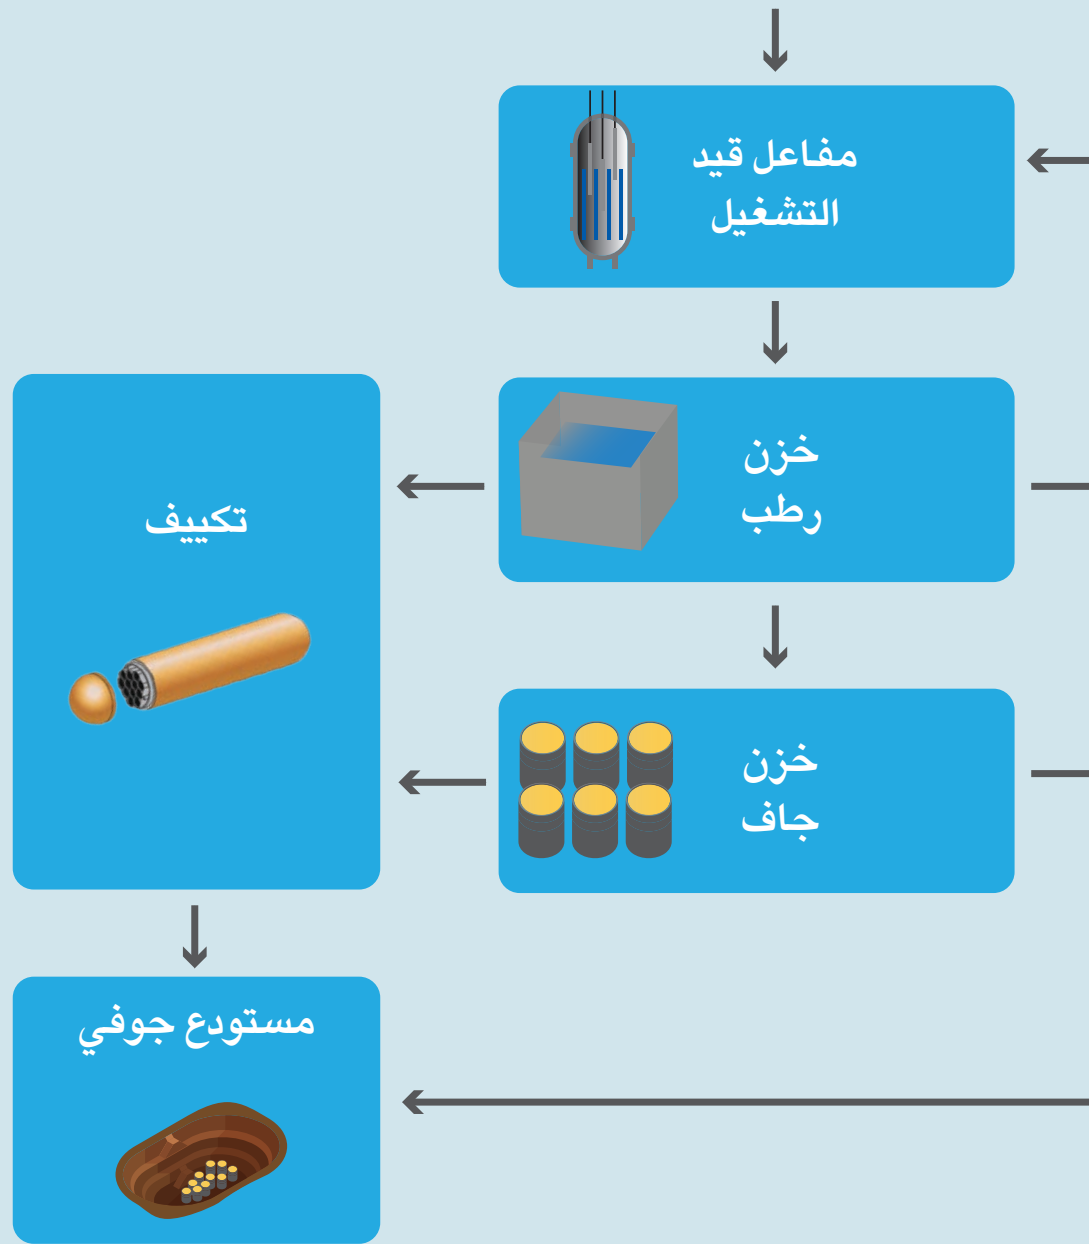 مفاعل قيد
التشغيل
خزن
رطب
تكييف
خزن
جاف
مستودع جوفي